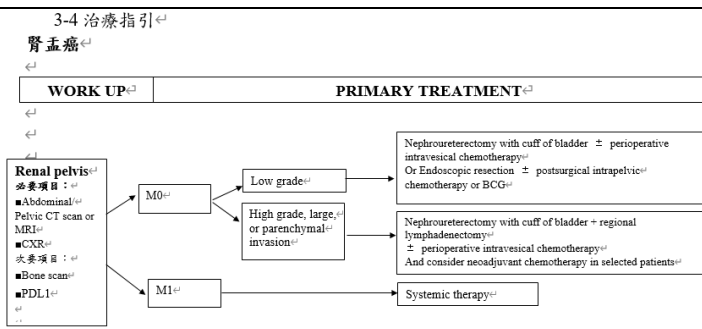 3-4 治療指引
腎盂癌
WORK UP
PRIMARY TREATMENT
Renal pelvis
必要項目：
■Abdominal/
Pelvic CT scan or
MRI
■CXR
次要項目：
■Bone scan
■PDL1
M0
M1
Low grade
High grade, large,
or parenchymal
invasion
Nephroureterectomy with cuff of bladder ± perioperative
intravesical chemotherapy
Or Endoscopic resection ± postsurgical intrapelvic
chemotherapy or BCG
Nephroureterectomy with cuff of bladder + regional
lymphadenectomy
± perioperative intravesical chemotherapy
And consider neoadjuvant chemotherapy in selected patients
Systemic therapy